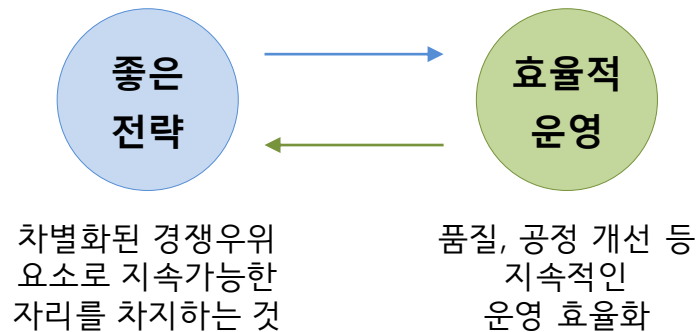 좋은
전략
효율적
운영
차별화된 경쟁우위
요소로 지속가능한
자리를 차지하는 것
품질, 공정 개선 등
지속적인
운영 효율화